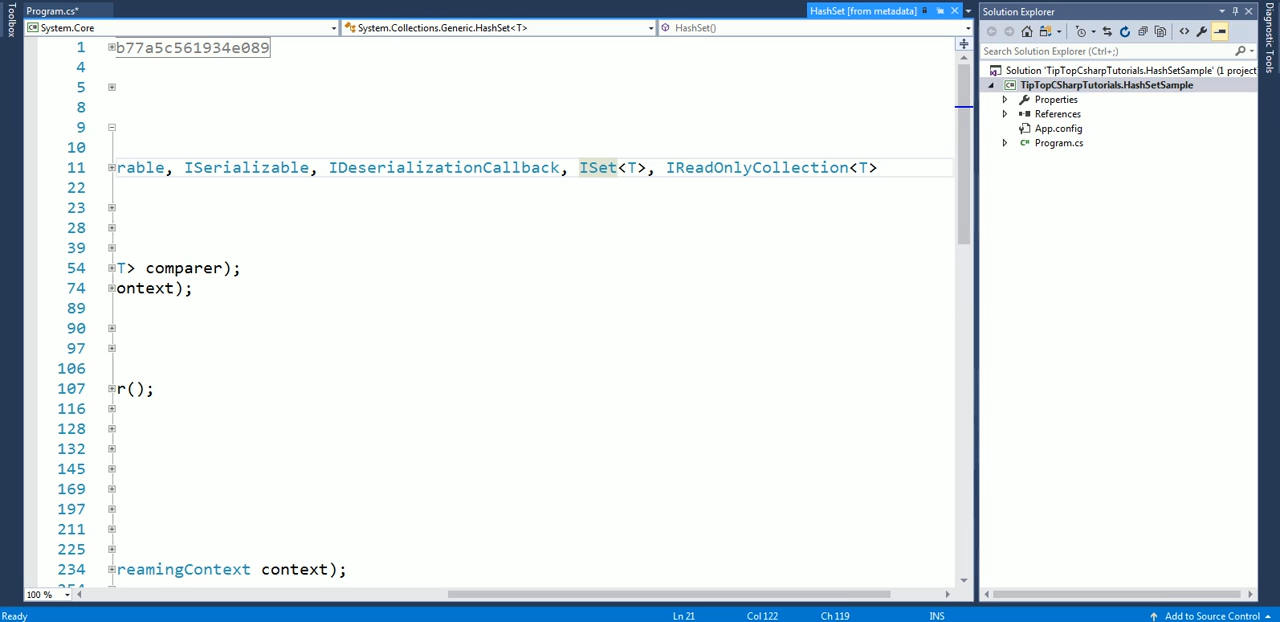 Toolbox
Program.cs*
HashSet [from metadata]
System.Core
System.Collections.Generic.HashSet<T>
HashSet()
1 b77a5c561934e089
4
5
8
9
10
11 rable, ISerializable, IDeserializationCallback, ISet<T>, IReadOnlyCollection<T>
22
23
28
39
54 T> comparer);
74 ontext);
89
90
97
106
107 r();
116
128
132
145
169
197
211
225
234 reamingContext context);
100 %
Solution Explorer
Search Solution Explorer (Ctrl+;)
Solution 'TipTopCsharpTutorials.HashSetSample' (1 project
TipTopCSharpTutorials.HashSetSample
Properties
References
App.config
Program.cs
Diagnostic Tools
Ready
Ln 21
Col 122
Ch 119
INS
Add to Source Control